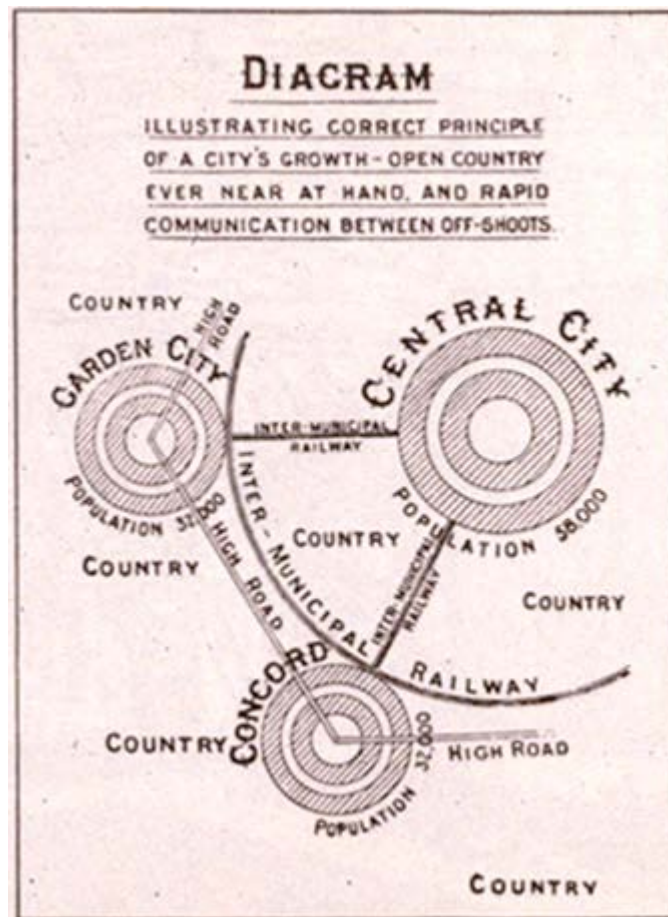 DIAGRAM
ILLUSTRATING CORRECT PRINCIPLE
OF A CITY'S GROWTH - OPEN COUNTRY
EVER NEAR AT HAND, AND RAPID
COMMUNICATION BETWEEN OFF-SHOOTS.
COUNTRY
HIGH
ROAD
GARDEN CITY
POPULATION 32,000
CENTRAL CITY
POPULATION 58,000
INTER-MUNICIPAL
RAILWAY
INTER-MUNICIPAL RAILWAY
COUNTRY
INTER-MUNICIPAL
RAILWAY
COUNTRY
HIGH ROAD
COUNTRY
COUNTRY
CONCORD
POPULATION 32,000
HIGH ROAD
COUNTRY